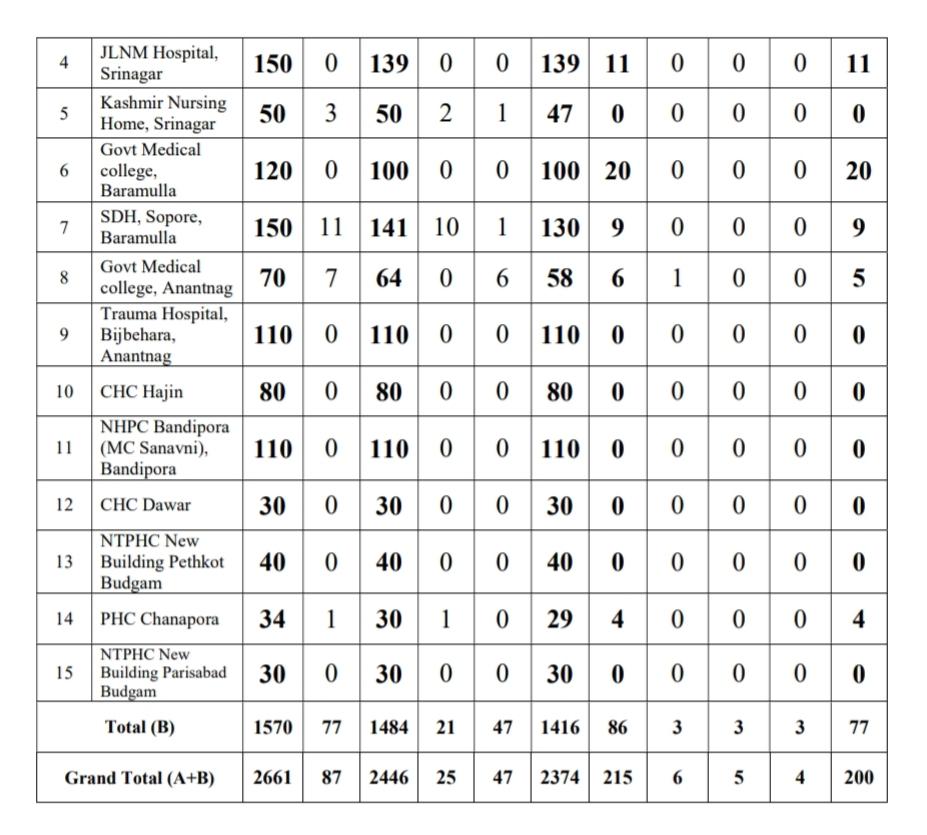 4 JLNM Hospital, Srinagar 150 0 139 0 0 139 11 0 0 0 11
5 Kashmir Nursing Home, Srinagar 50 3 50 2 1 47 0 0 0 0 0
6 Govt Medical college, Baramulla 120 0 100 0 0 100 20 0 0 0 20
7 SDH, Sopore, Baramulla 150 11 141 10 1 130 9 0 0 0 9
8 Govt Medical college, Anantnag 70 7 64 0 6 58 6 1 0 0 5
9 Trauma Hospital, Bijbehara, Anantnag 110 0 110 0 0 110 0 0 0 0 0
10 CHC Hajin 80 0 80 0 0 80 0 0 0 0 0
11 NHPC Bandipora (MC Sanavni), Bandipora 110 0 110 0 0 110 0 0 0 0 0
12 CHC Dawar 30 0 30 0 0 30 0 0 0 0 0
13 NTPHC New Building Pethkot Budgam 40 0 40 0 0 40 0 0 0 0 0
14 PHC Chanapora 34 1 30 1 0 29 4 0 0 0 4
15 NTPHC New Building Parisabad Budgam 30 0 30 0 0 30 0 0 0 0 0
Total (B) 1570 77 1484 21 47 1416 86 3 3 3 77
Grand Total (A+B) 2661 87 2446 25 47 2374 215 6 5 4 200